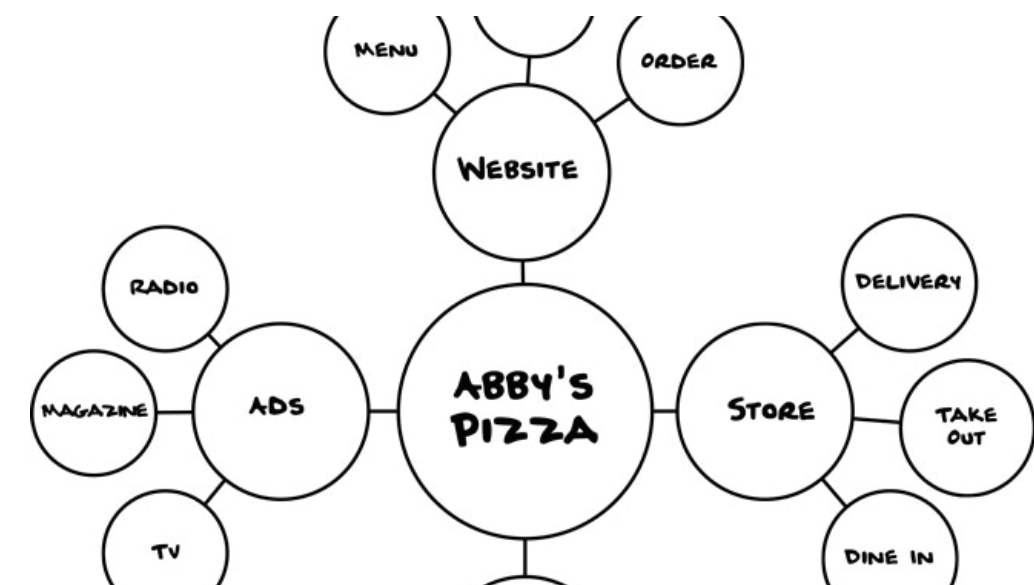 MENU
ORDER
WEBSITE
RADIO
DELIVERY
MAGAZINE
ADS
ABBY'S
PIZZA
STORE
TAKE
OUT
TV
DINE IN